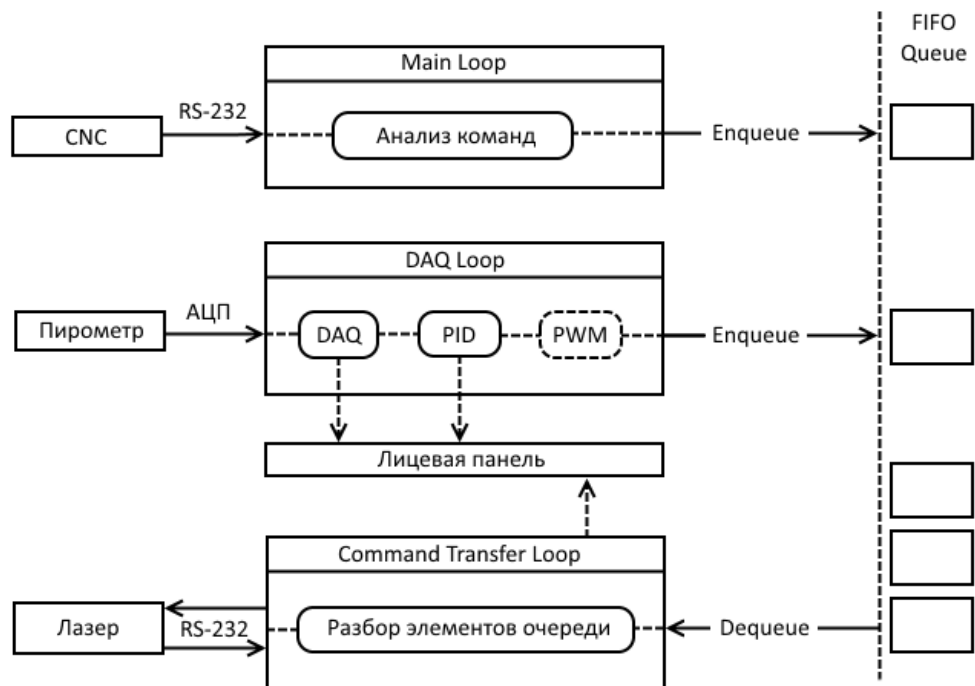 FIFO
Queue
Main Loop
RS-232
CNC
Анализ команд
Enqueue
DAQ Loop
АЦП
Пирометр
DAQ
PID
PWM
Enqueue
Лицевая панель
Command Transfer Loop
Лазер
RS-232
Разбор элементов очереди
Dequeue